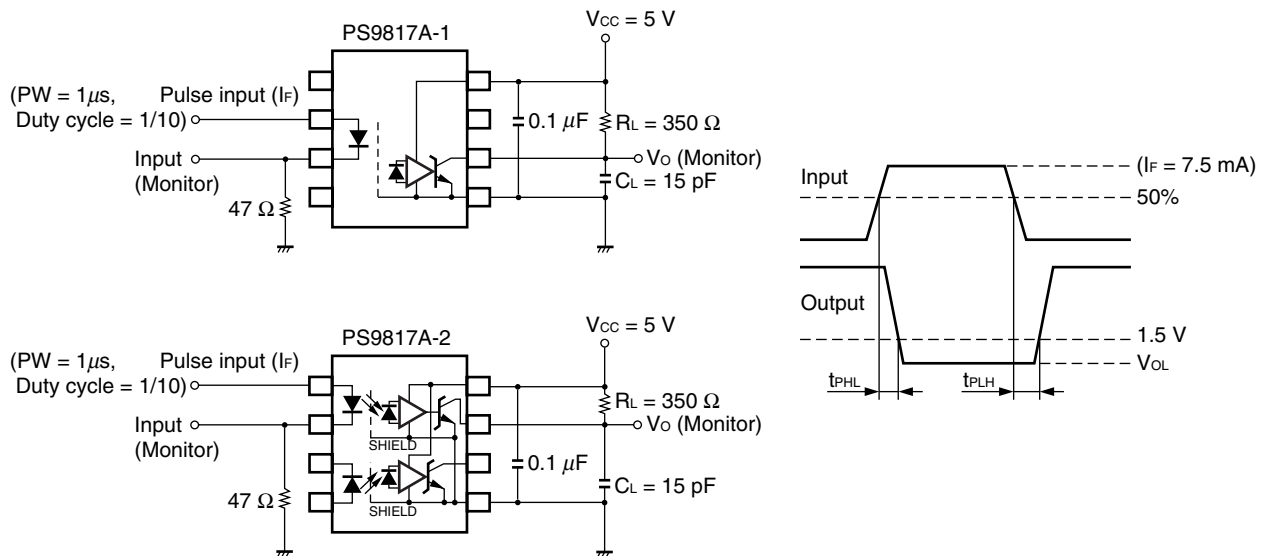 PS9817A-1
VCC = 5 V
(PW = 1μs,
Duty cycle = 1/10)
Pulse input (IF)
Input
(Monitor)
47 Ω
0.1 μF
RL = 350 Ω
VO (Monitor)
CL = 15 pF
PS9817A-2
VCC = 5 V
(PW = 1μs,
Duty cycle = 1/10)
Pulse input (IF)
Input
(Monitor)
47 Ω
SHIELD
SHIELD
0.1 μF
RL = 350 Ω
VO (Monitor)
CL = 15 pF
Input
(IF = 7.5 mA)
50%
Output
1.5 V
VOL
tPHL
tPLH